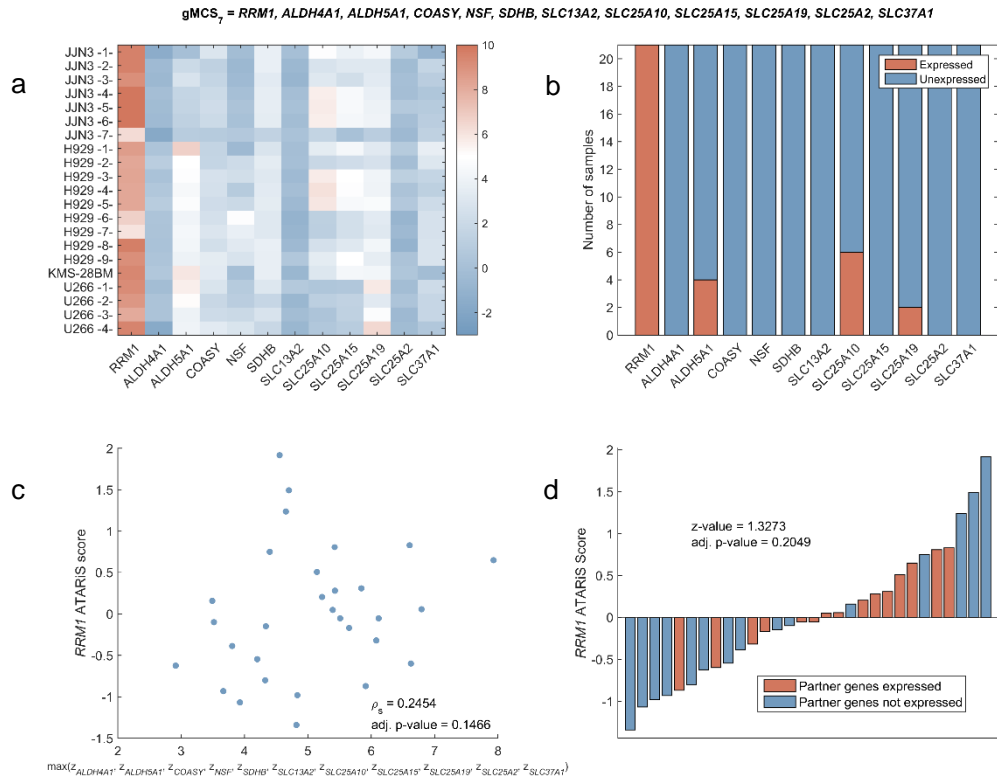 gMCS7 = RRM1, ALDH4A1, ALDH5A1, COASY, NSF, SDHB, SLC13A2, SLC25A10, SLC25A15, SLC25A19, SLC25A2, SLC37A1
a
JJN3 -1-
JJN3 -2-
JJN3 -3-
JJN3 -4-
JJN3 -5-
JJN3 -6-
JJN3 -7-
H929 -1-
H929 -2-
H929 -3-
H929 -4-
H929 -5-
H929 -6-
H929 -7-
H929 -8-
H929 -9-
KMS-28BM
U266 -1-
U266 -2-
U266 -3-
U266 -4-
RRM1
ALDH4A1
ALDH5A1
COASY
NSF
SDHB
SLC13A2
SLC25A10
SLC25A15
SLC25A19
SLC25A2
SLC37A1
10
8
6
4
2
0
-2
b
Number of samples
20
18
16
14
12
10
8
6
4
2
0
Expressed
Unexpressed
RRM1
ALDH4A1
ALDH5A1
COASY
NSF
SDHB
SLC13A2
SLC25A10
SLC25A15
SLC25A19
SLC25A2
SLC37A1
c
RRM1 ATARiS score
2
1.5
1
0.5
0
-0.5
-1
-1.5
ρs = 0.2454
adj. p-value = 0.1466
2
3
4
5
6
7
8
max(zALDH4A1, zALDH5A1, zCOASY, zNSF, zSDHB, zSLC13A2, zSLC25A10, zSLC25A15, zSLC25A19, zSLC25A2, zSLC37A1)
d
RRM1 ATARiS Score
2
1.5
1
0.5
0
-0.5
-1
z-value = 1.3273
adj. p-value = 0.2049
Partner genes expressed
Partner genes not expressed